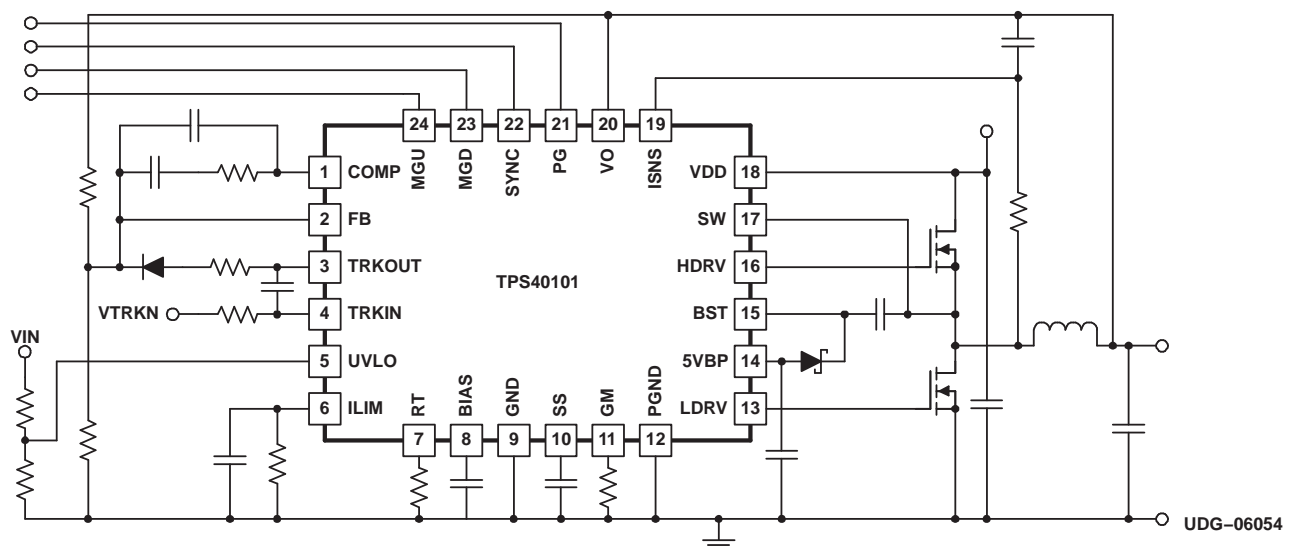 24 23 22 21 20 19
MGU MGD SYNC PG VO ISNS
1 COMP
2 FB
3 TRKOUT
4 TRKIN
5 UVLO
6 ILIM
VDD 18
SW 17
HDRV 16
BST 15
5VBP 14
LDRV 13
TPS40101
VTRKN
VIN
RT BIAS GND SS GM PGND
7 8 9 10 11 12
UDG–06054